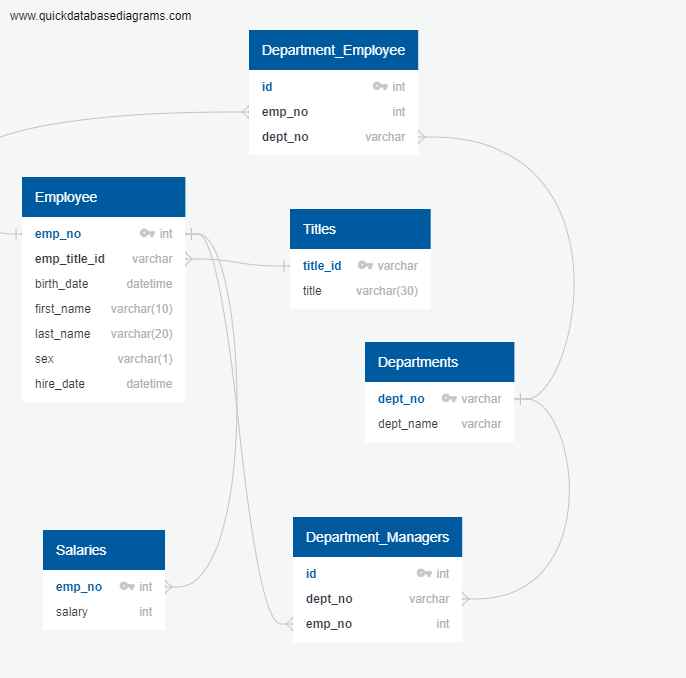 www.quickdatabasediagrams.com
Department_Employee
id int
emp_no int
dept_no varchar
Employee
emp_no int
emp_title_id varchar
birth_date datetime
first_name varchar(10)
last_name varchar(20)
sex varchar(1)
hire_date datetime
Titles
title_id varchar
title varchar(30)
Departments
dept_no varchar
dept_name varchar
Salaries
emp_no int
salary int
Department_Managers
id int
dept_no varchar
emp_no int